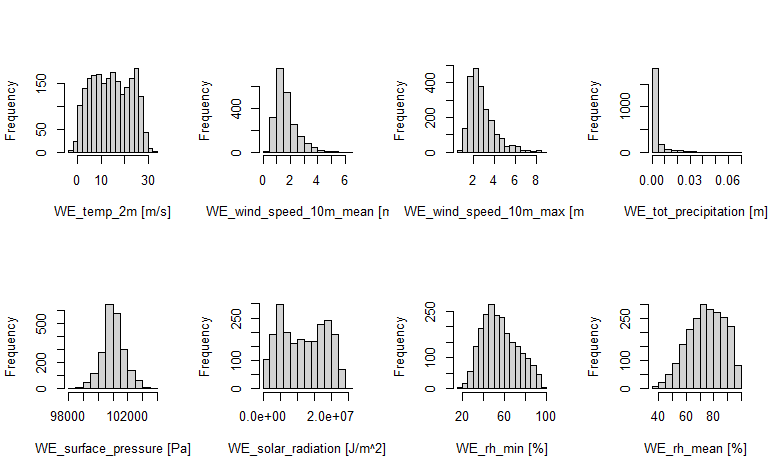 Frequency
50
150
0
0
10
30
WE_temp_2m [m/s]
Frequency
0
400
0
2
4
6
WE_wind_speed_10m_mean [m
Frequency
0
100
400
2
4
6
8
WE_wind_speed_10m_max [m
Frequency
0
1000
0.00
0.03
0.06
WE_tot_precipitation [m]
Frequency
0
200
500
98000
102000
WE_surface_pressure [Pa]
Frequency
0
100
250
0.0e+00
2.0e+07
WE_solar_radiation [J/m^2]
Frequency
0
100
250
20
60
100
WE_rh_min [%]
Frequency
0
100
250
40
60
80
WE_rh_mean [%]